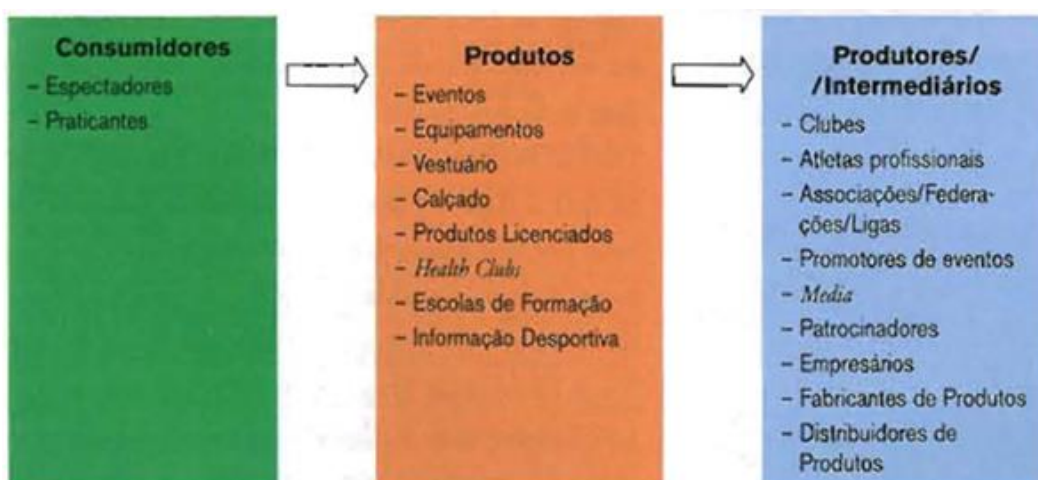 Consumidores
– Espectadores
– Praticantes
Produtos
– Eventos
– Equipamentos
– Vestuário
– Calçado
– Produtos Licenciados
– Health Clubs
– Escolas de Formação
– Informação Desportiva
Produtores/
/Intermediários
– Clubes
– Atletas profissionais
– Associações/Federa-
ções/Ligas
– Promotores de eventos
– Media
– Patrocinadores
– Empresários
– Fabricantes de Produtos
– Distribuidores de
Produtos